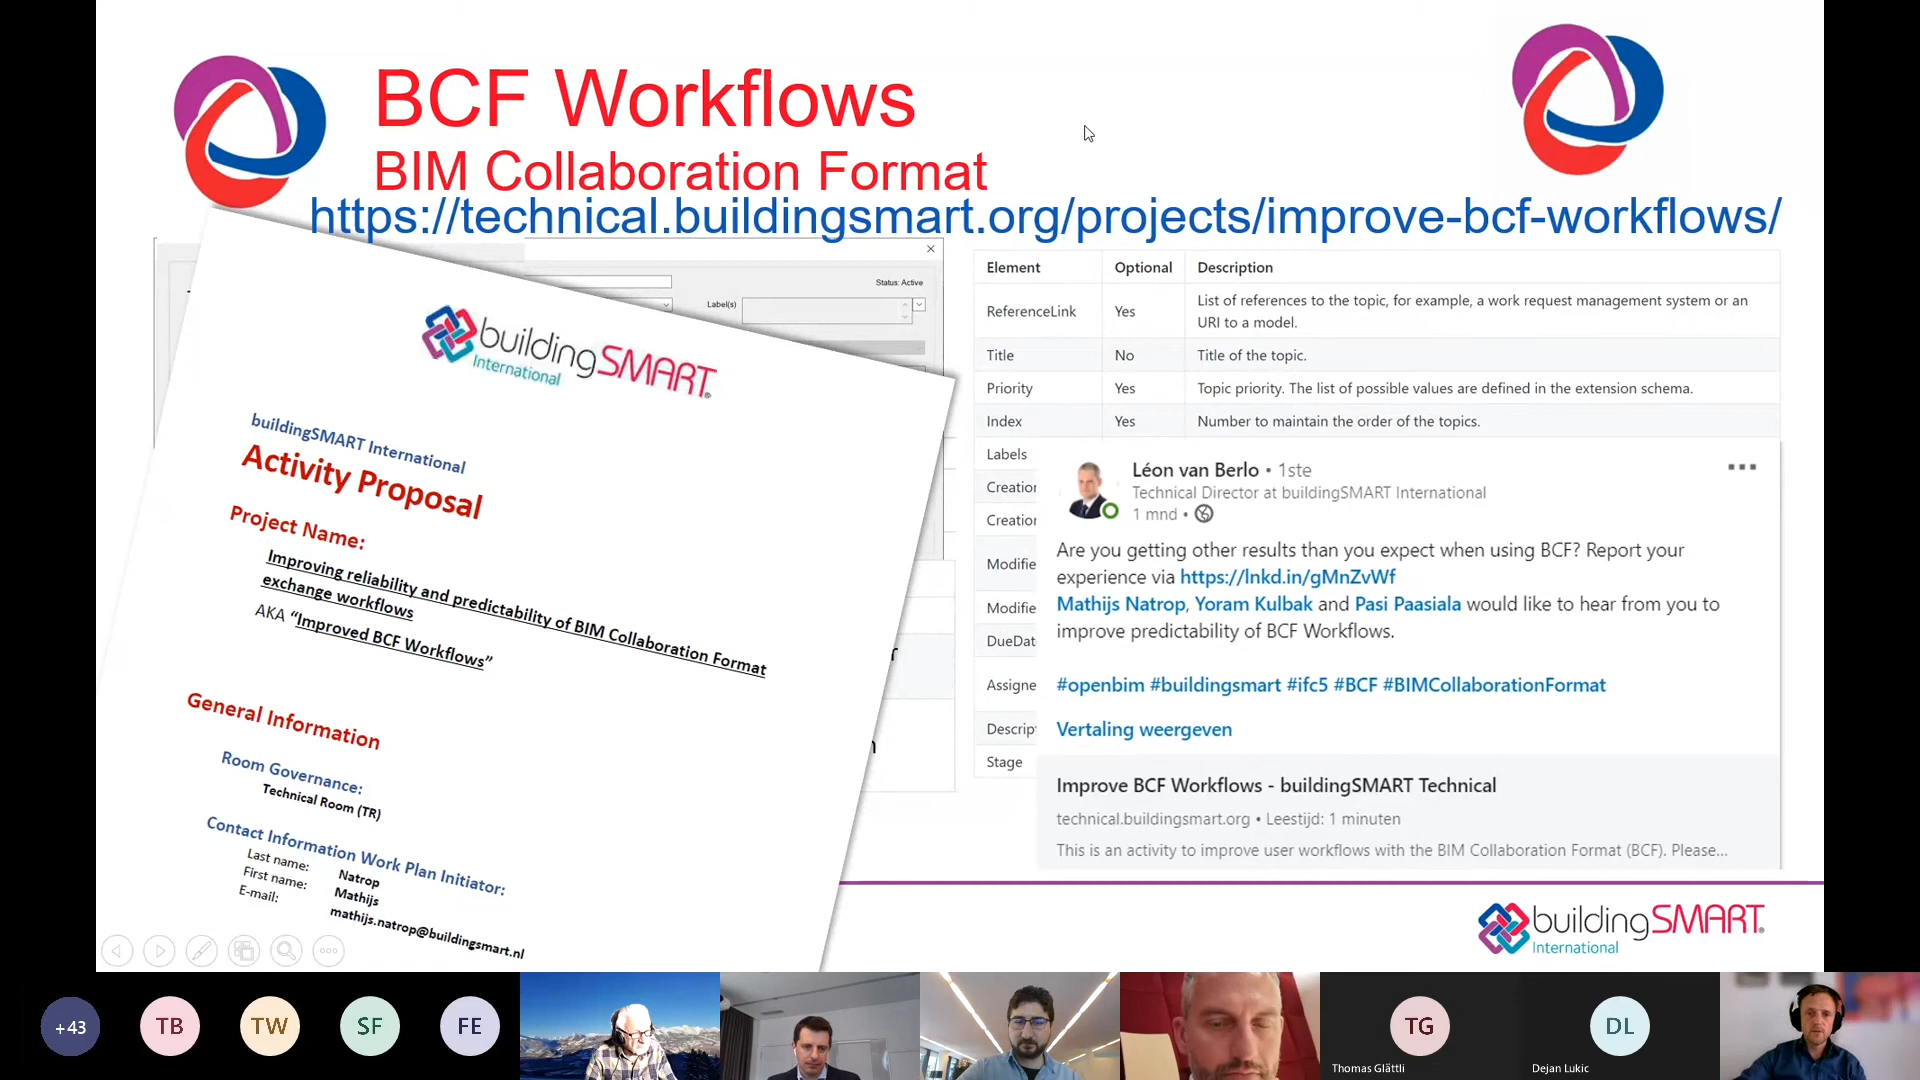 BCF Workflows
BIM Collaboration Format
https://technical.buildingsmart.org/projects/improve-bcf-workflows/
Status: Active
Label(s)
buildingSMART®
International
buildingSMART International
Activity Proposal
Project Name:
Improving reliability and predictability of BIM Collaboration Format
exchange workflows
AKA “Improved BCF Workflows”
General Information
Room Governance:
Technical Room (TR)
Contact Information Work Plan Initiator:
Last name: Natrop
First name: Mathijs
E-mail: mathijs.natrop@buildingsmart.nl
Element Optional Description
ReferenceLink Yes List of references to the topic, for example, a work request management system or an
URI to a model.
Title No Title of the topic.
Priority Yes Topic priority. The list of possible values are defined in the extension schema.
Index Yes Number to maintain the order of the topics.
Labels
Creation
Creation
Modifie
Modifie
DueDat
Assigne
Descrip
Stage
Léon van Berlo • 1ste
Technical Director at buildingSMART International
1 mnd •
Are you getting other results than you expect when using BCF? Report your
experience via https://lnkd.in/gMnZvWf
Mathijs Natrop, Yoram Kulbak and Pasi Paasiala would like to hear from you to
improve predictability of BCF Workflows.
#openbim #buildingsmart #ifc5 #BCF #BIMCollaborationFormat
Vertaling weergeven
Improve BCF Workflows - buildingSMART Technical
technical.buildingsmart.org • Leestijd: 1 minuten
This is an activity to improve user workflows with the BIM Collaboration Format (BCF). Please...
buildingSMART®
International
+43
TB
TW
SF
FE
TG
Thomas Glättli
DL
Dejan Lukic